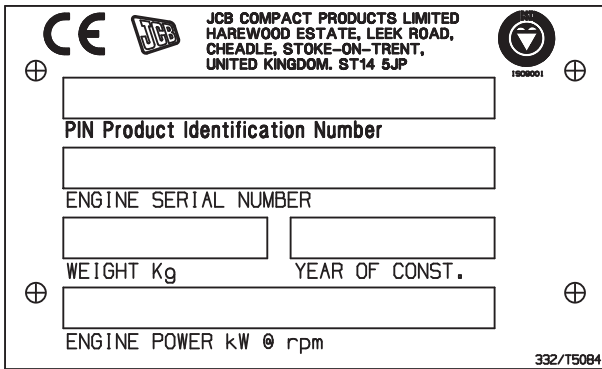 CE JCB JCB COMPACT PRODUCTS LIMITED
HAREWOOD ESTATE, LEEK ROAD,
CHEADLE, STOKE-ON-TRENT,
UNITED KINGDOM. ST14 5JP
ISO9001
PIN Product Identification Number
ENGINE SERIAL NUMBER
WEIGHT Kg YEAR OF CONST.
ENGINE POWER kW @ rpm
332/T5084